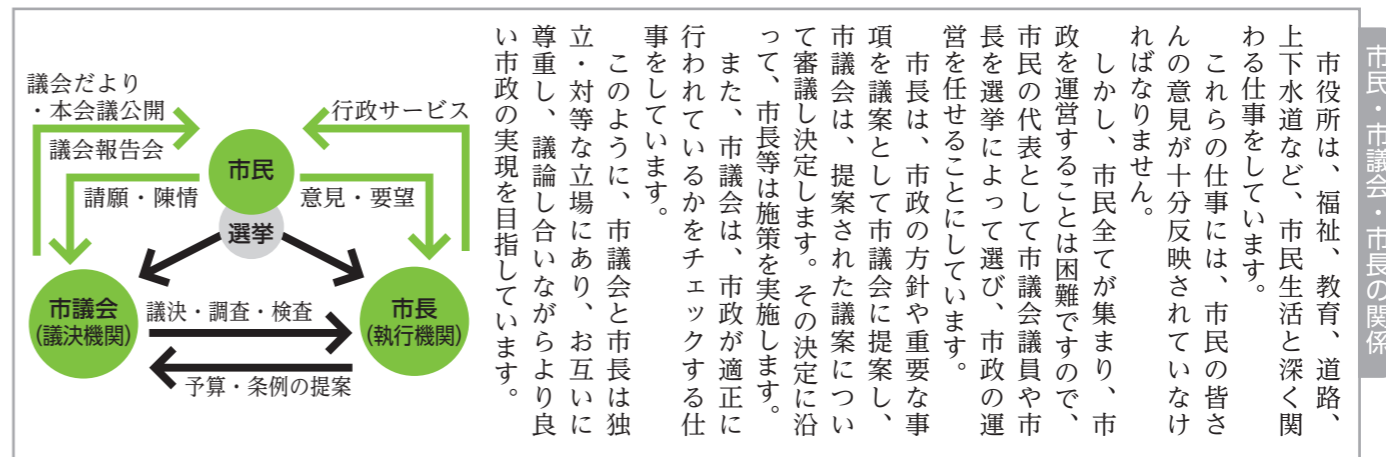 市民・市議会・市長の関係
　市役所は、福祉、教育、道路、
上下水道など、市民生活と深く関
わる仕事をしています。
　これらの仕事には、市民の皆さ
んの意見が十分反映されていなけ
ればなりません。
　しかし、市民全てが集まり、市
政を運営することは困難ですので、
市民の代表として市議会議員や市
長を選挙によって選び、市政の運
営を任せることにしています。
　市長は、市政の方針や重要な事
項を議案として市議会に提案し、
市議会は、提案された議案につい
て審議し決定します。その決定に沿
って、市長等は施策を実施します。
　また、市議会は、市政が適正に
行われているかをチェックする仕
事をしています。
　このように、市議会と市長は独
立・対等な立場にあり、お互いに
尊重し、議論し合いながらより良
い市政の実現を目指しています。
議会だより
・本会議公開
議会報告会
行政サービス
市民
請願・陳情
意見・要望
選挙
市議会
(議決機関)
議決・調査・検査
市長
(執行機関)
予算・条例の提案